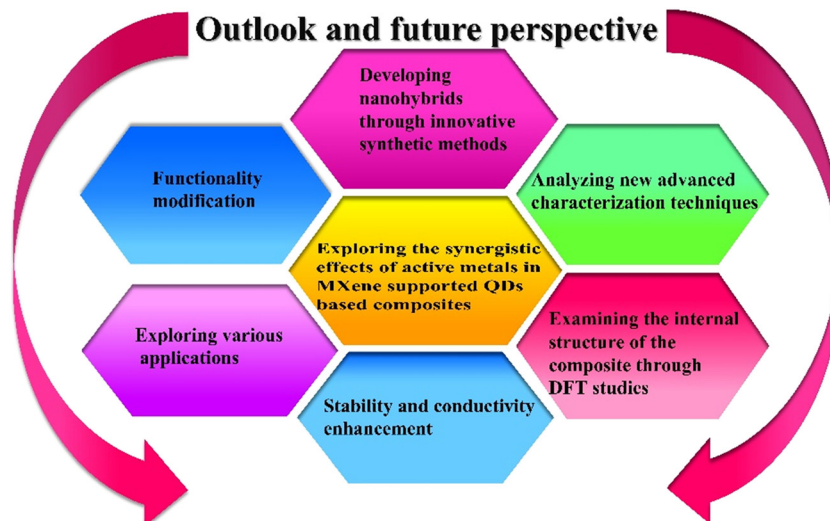 Outlook and future perspective
Developing
nanohybrids
through innovative
synthetic methods
Functionality
modification
Analyzing new advanced
characterization techniques
Exploring the synergistic
effects of active metals in
MXene supported QDs
based composites
Exploring various
applications
Examining the internal
structure of the
composite through
DFT studies
Stability and conductivity
enhancement